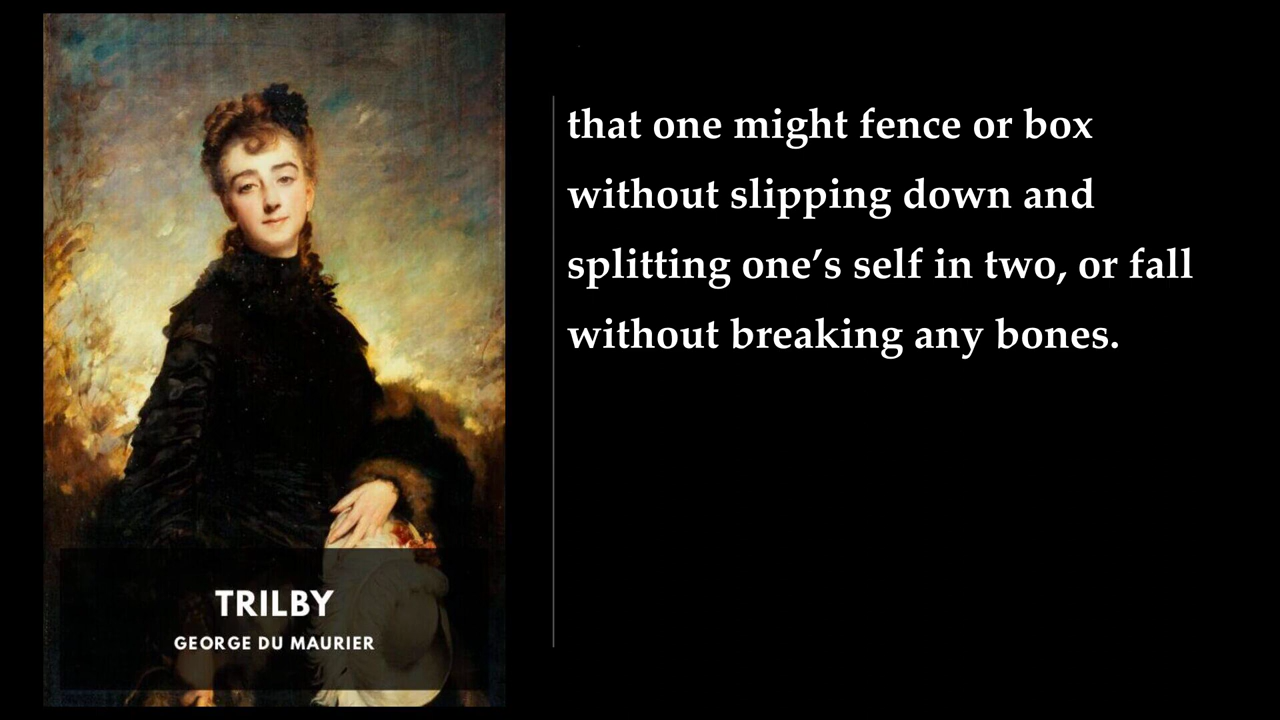 that one might fence or box
without slipping down and
splitting one’s self in two, or fall
without breaking any bones.
TRILBY
GEORGE DU MAURIER